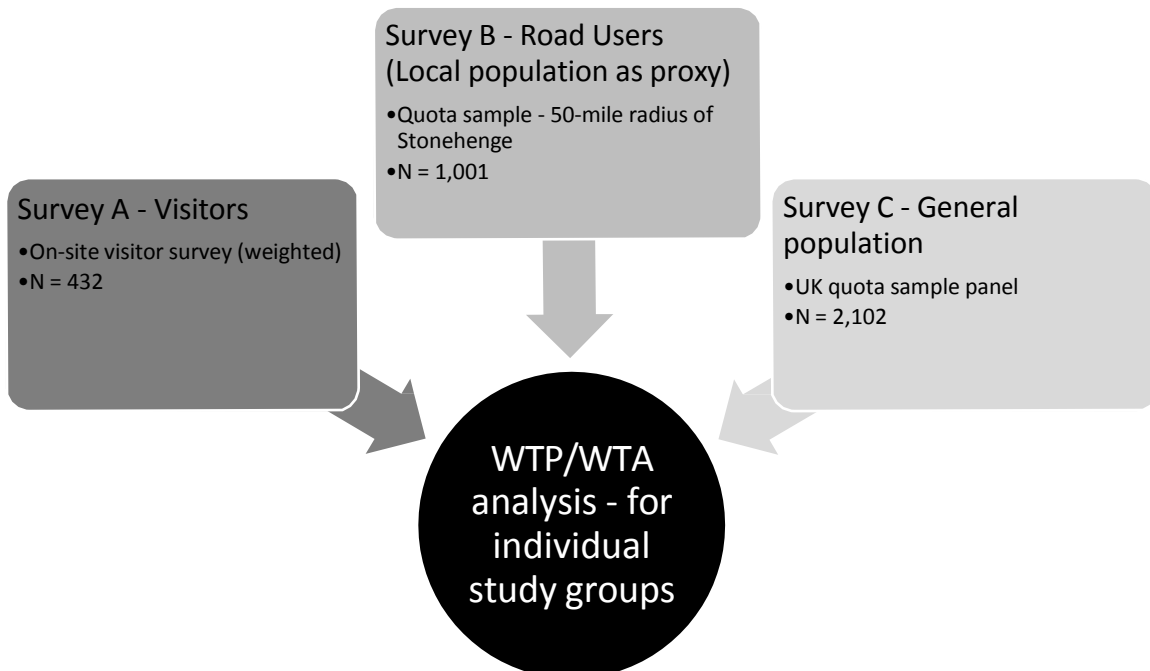 Survey A - Visitors
•On-site visitor survey (weighted)
•N = 432
Survey B - Road Users
(Local population as proxy)
•Quota sample - 50-mile radius of
Stonehenge
•N = 1,001
Survey C - General
population
•UK quota sample panel
•N = 2,102
WTP/WTA
analysis - for
individual
study groups